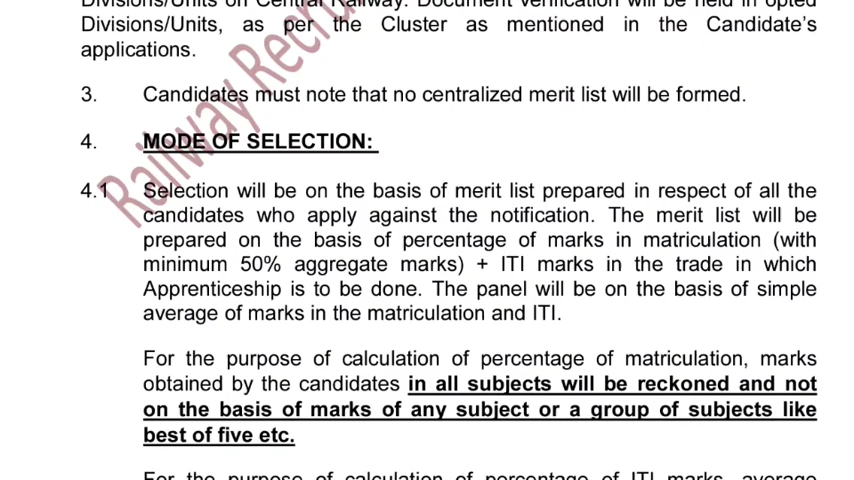 Divisions/Units on Central Railway. Document verification will be held in opted
Divisions/Units, as per the Cluster as mentioned in the Candidate's
applications.
3. Candidates must note that no centralized merit list will be formed.
4. MODE OF SELECTION:
4.1 Selection will be on the basis of merit list prepared in respect of all the
candidates who apply against the notification. The merit list will be
prepared on the basis of percentage of marks in matriculation (with
minimum 50% aggregate marks) + ITI marks in the trade in which
Apprenticeship is to be done. The panel will be on the basis of simple
average of marks in the matriculation and ITI.
For the purpose of calculation of percentage of matriculation, marks
obtained by the candidates in all subjects will be reckoned and not
on the basis of marks of any subject or a group of subjects like
best of five etc.
For the purpose of calculation of percentage of ITI marks, average
Railway Recru